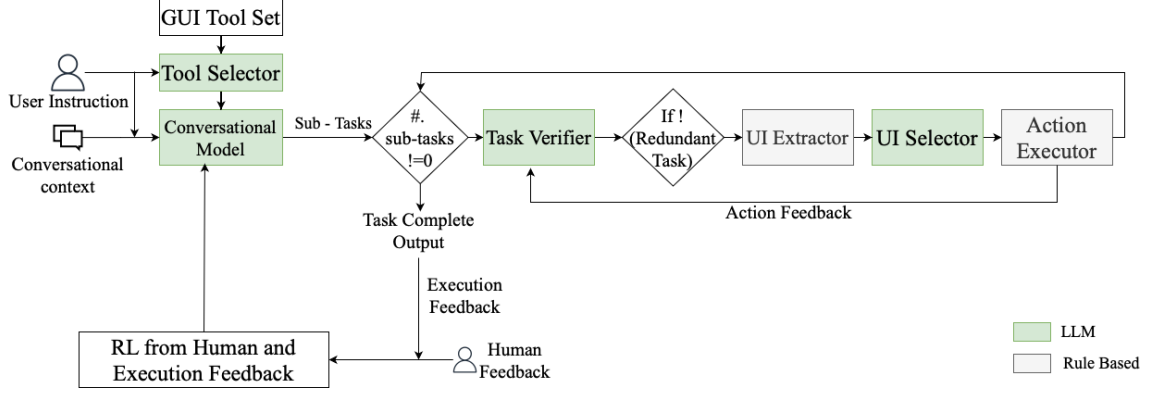 GUI Tool Set
Tool Selector
User Instruction
Conversational
Model
Conversational
context
Sub - Tasks
#.
sub-tasks
!=0
Task Verifier
If !
(Redundant
Task)
UI Extractor
UI Selector
Action
Executor
Action Feedback
Task Complete
Output
Execution
Feedback
RL from Human and
Execution Feedback
Human
Feedback
LLM
Rule Based